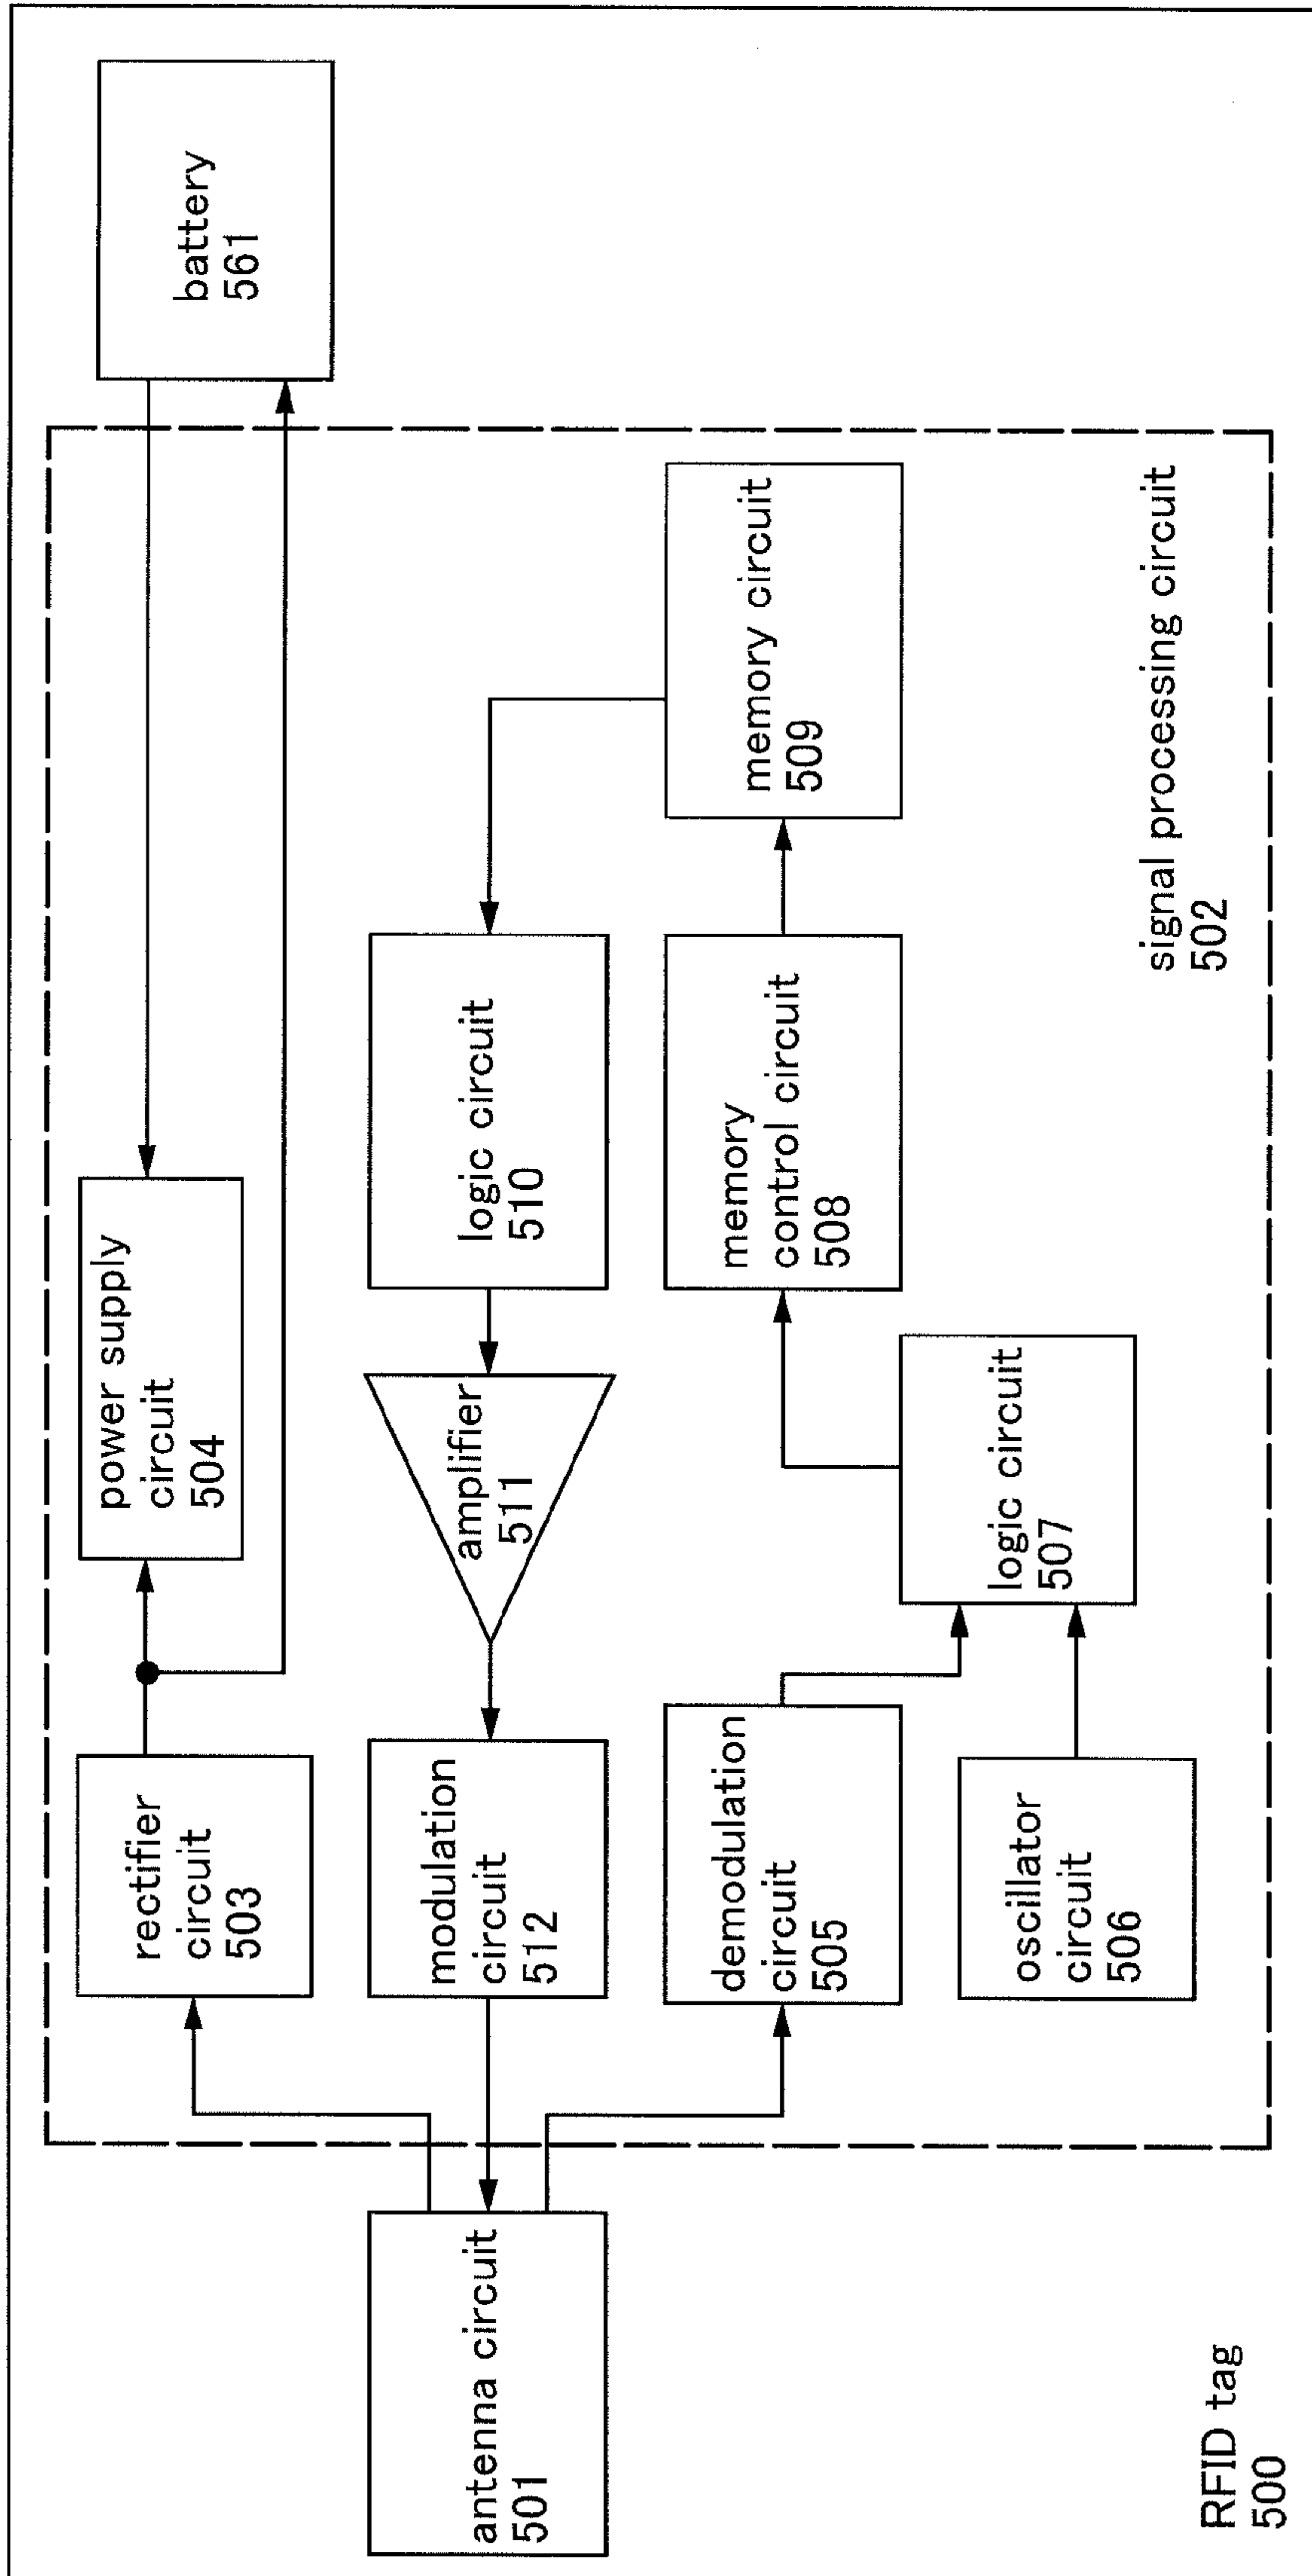 battery
561
power supply
circuit
504
rectifier
circuit
503
logic circuit
510
amplifier
511
modulation
circuit
512
antenna circuit
501
memory circuit
509
memory
control circuit
508
logic circuit
507
demodulation
circuit
505
oscillator
circuit
506
signal processing circuit
502
RFID tag
500